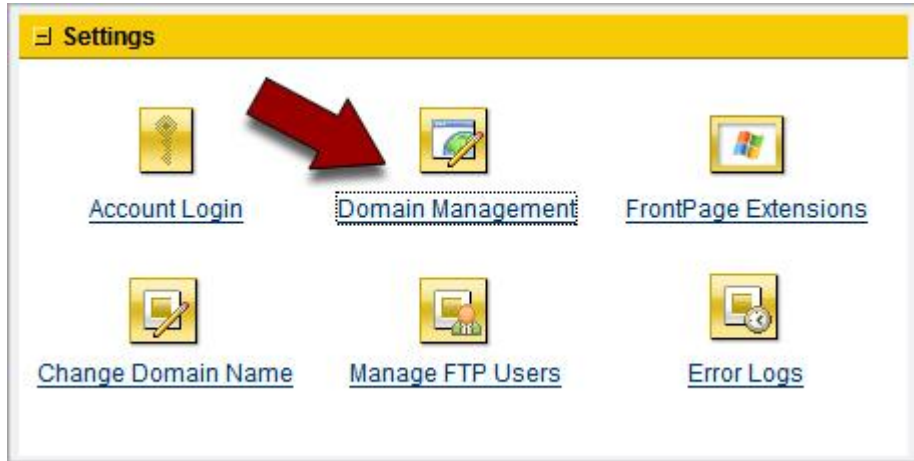 Settings
Account Login
Domain Management
FrontPage Extensions
Change Domain Name
Manage FTP Users
Error Logs